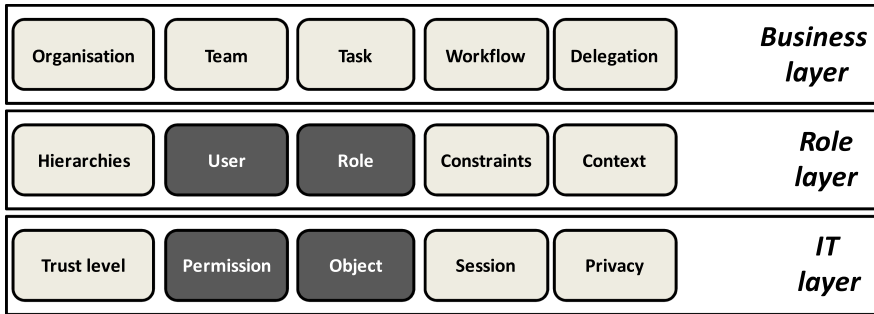 Organisation Team Task Workflow Delegation Business layer
Hierarchies User Role Constraints Context Role layer
Trust level Permission Object Session Privacy IT layer